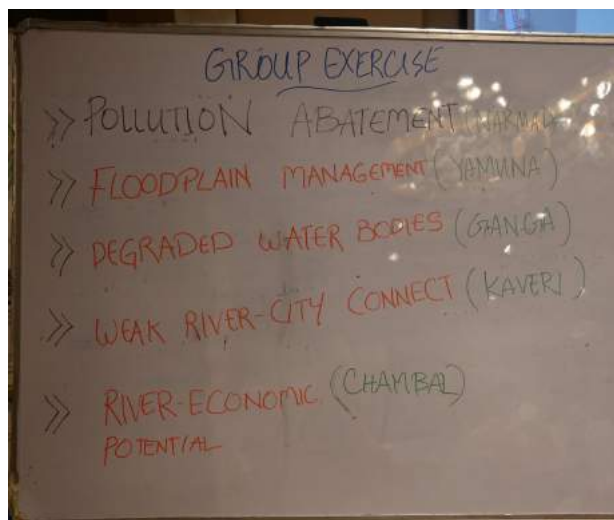 GROUP EXERCISE
>> POLLUTION ABATEMENT (NARMADA)
>> FLOODPLAIN MANAGEMENT (YAMUNA)
>> DEGRADED WATER BODIES (GANGA)
>> WEAK RIVER-CITY CONNECT (KAVERI)
>> RIVER-ECONOMIC (CHAMBAL)
POTENTIAL